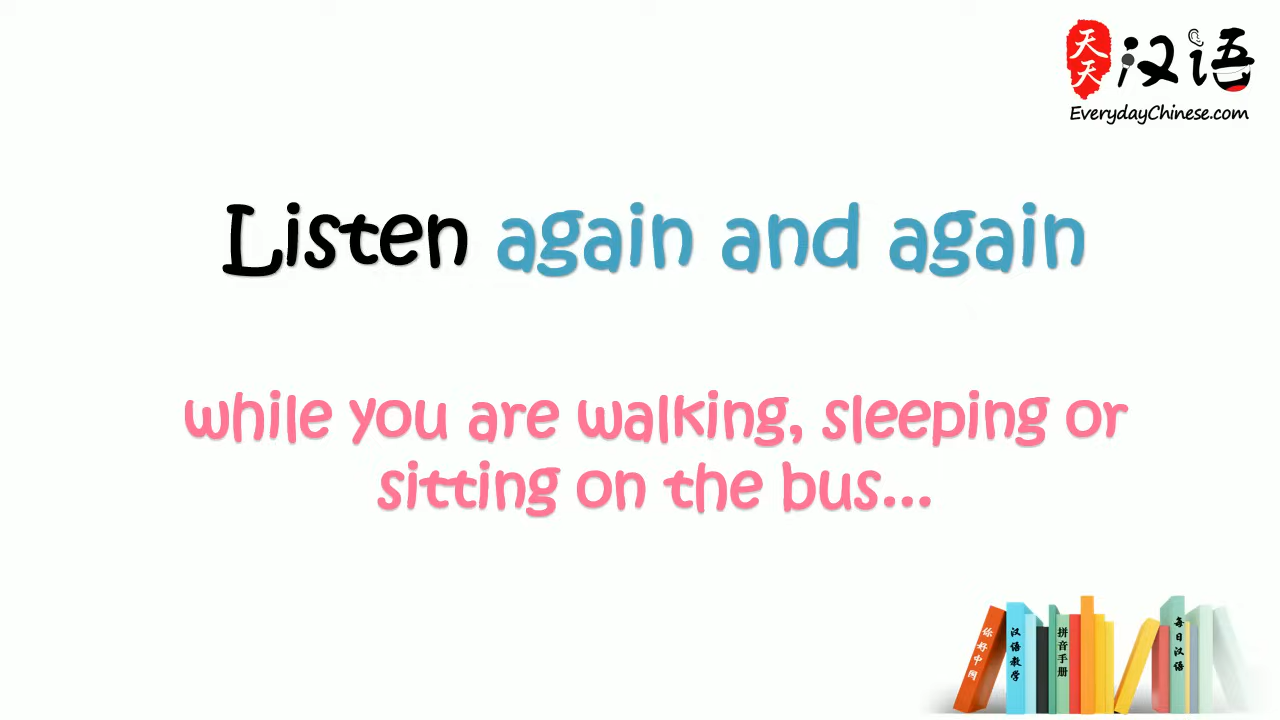 天天 汉语
EverydayChinese.com
Listen again and again
while you are walking, sleeping or
sitting on the bus...
你好中国
汉语教学
拼音手册
每日汉语